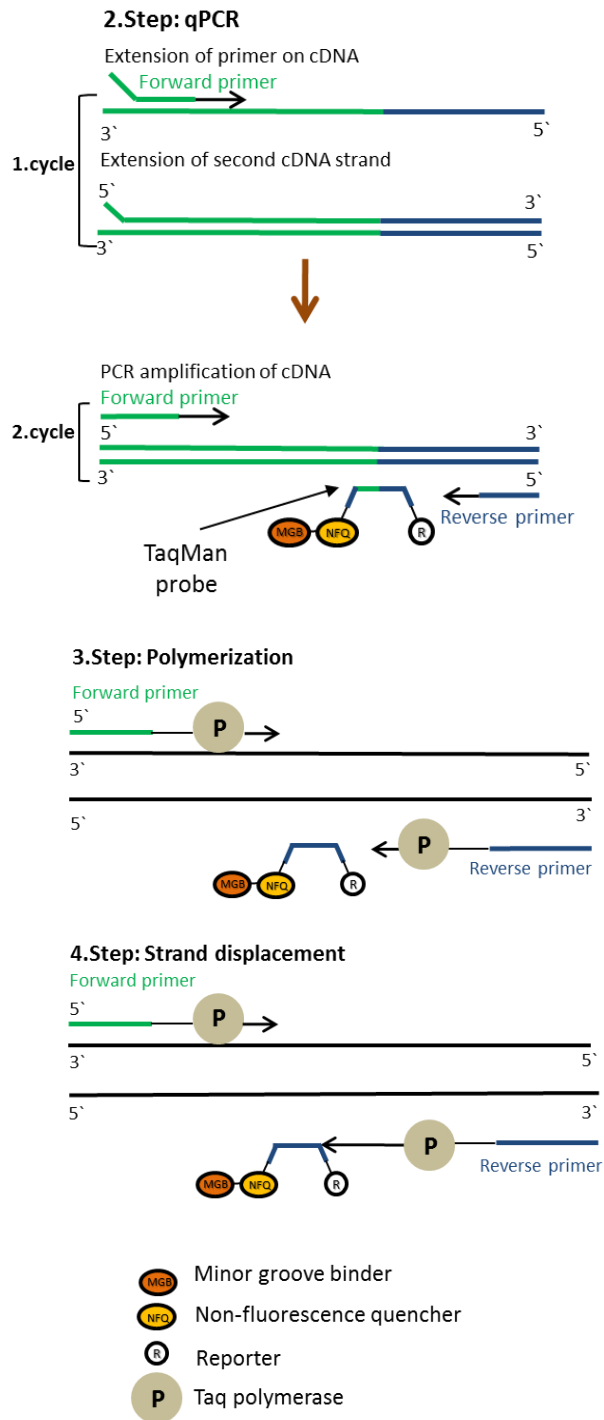 2.Step: qPCR
Extension of primer on cDNA
Forward primer
3`
5`
1.cycle
Extension of second cDNA strand
5`
3`
3`
5`
PCR amplification of cDNA
Forward primer
2.cycle
5`
3`
3`
5`
Reverse primer
MGB
NFQ
R
TaqMan
probe
3.Step: Polymerization
Forward primer
5`
P
3`
5`
5`
3`
P
Reverse primer
MGB
NFQ
R
4.Step: Strand displacement
Forward primer
5`
P
3`
5`
5`
3`
P
Reverse primer
MGB
NFQ
R
MGB
Minor groove binder
NFQ
Non-fluorescence quencher
R
Reporter
P
Taq polymerase